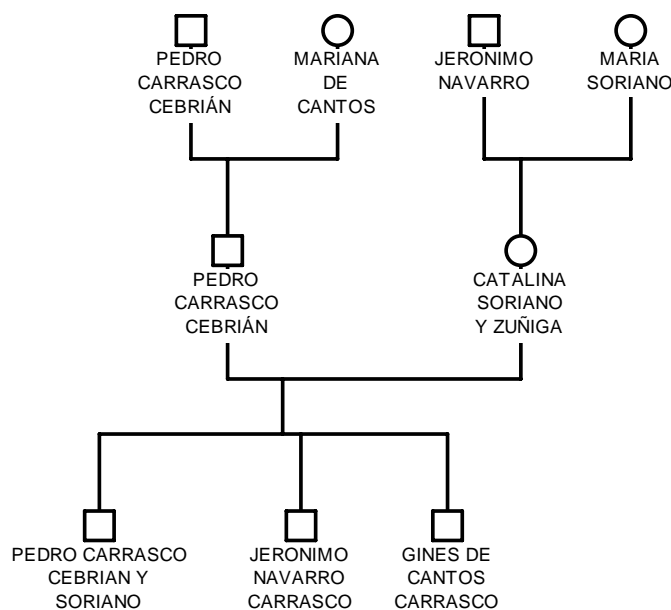 PEDRO
CARRASCO
CEBRIÁN
MARIANA
DE
CANTOS
JERONIMO
NAVARRO
MARIA
SORIANO
PEDRO
CARRASCO
CEBRIÁN
CATALINA
SORIANO
Y ZUÑIGA
PEDRO CARRASCO
CEBRIAN Y
SORIANO
JERONIMO
NAVARRO
CARRASCO
GINES DE
CANTOS
CARRASCO